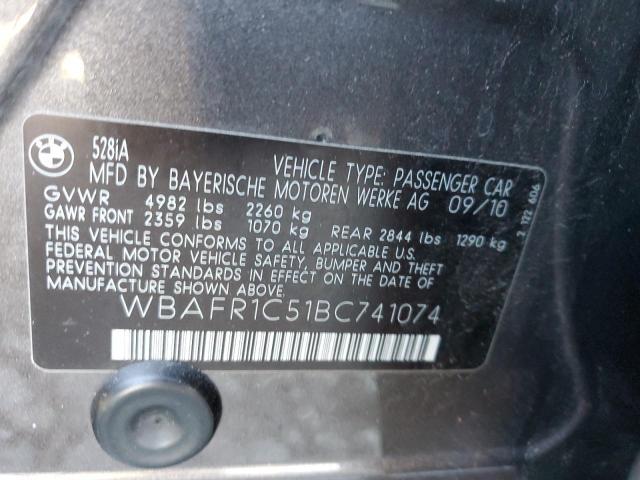 BMW
528iA
MFD BY BAYERISCHE MOTOREN WERKE AG 09/10
VEHICLE TYPE: PASSENGER CAR
GVWR 4982 lbs 2260 kg
GAWR FRONT 2359 lbs 1070 kg REAR 2844 lbs 1290 kg
THIS VEHICLE CONFORMS TO ALL APPLICABLE U.S.
FEDERAL MOTOR VEHICLE SAFETY, BUMPER AND THEFT
PREVENTION STANDARDS IN EFFECT ON THE DATE OF
MANUFACTURE SHOWN ABOVE.
WBAFR1C51BC741074